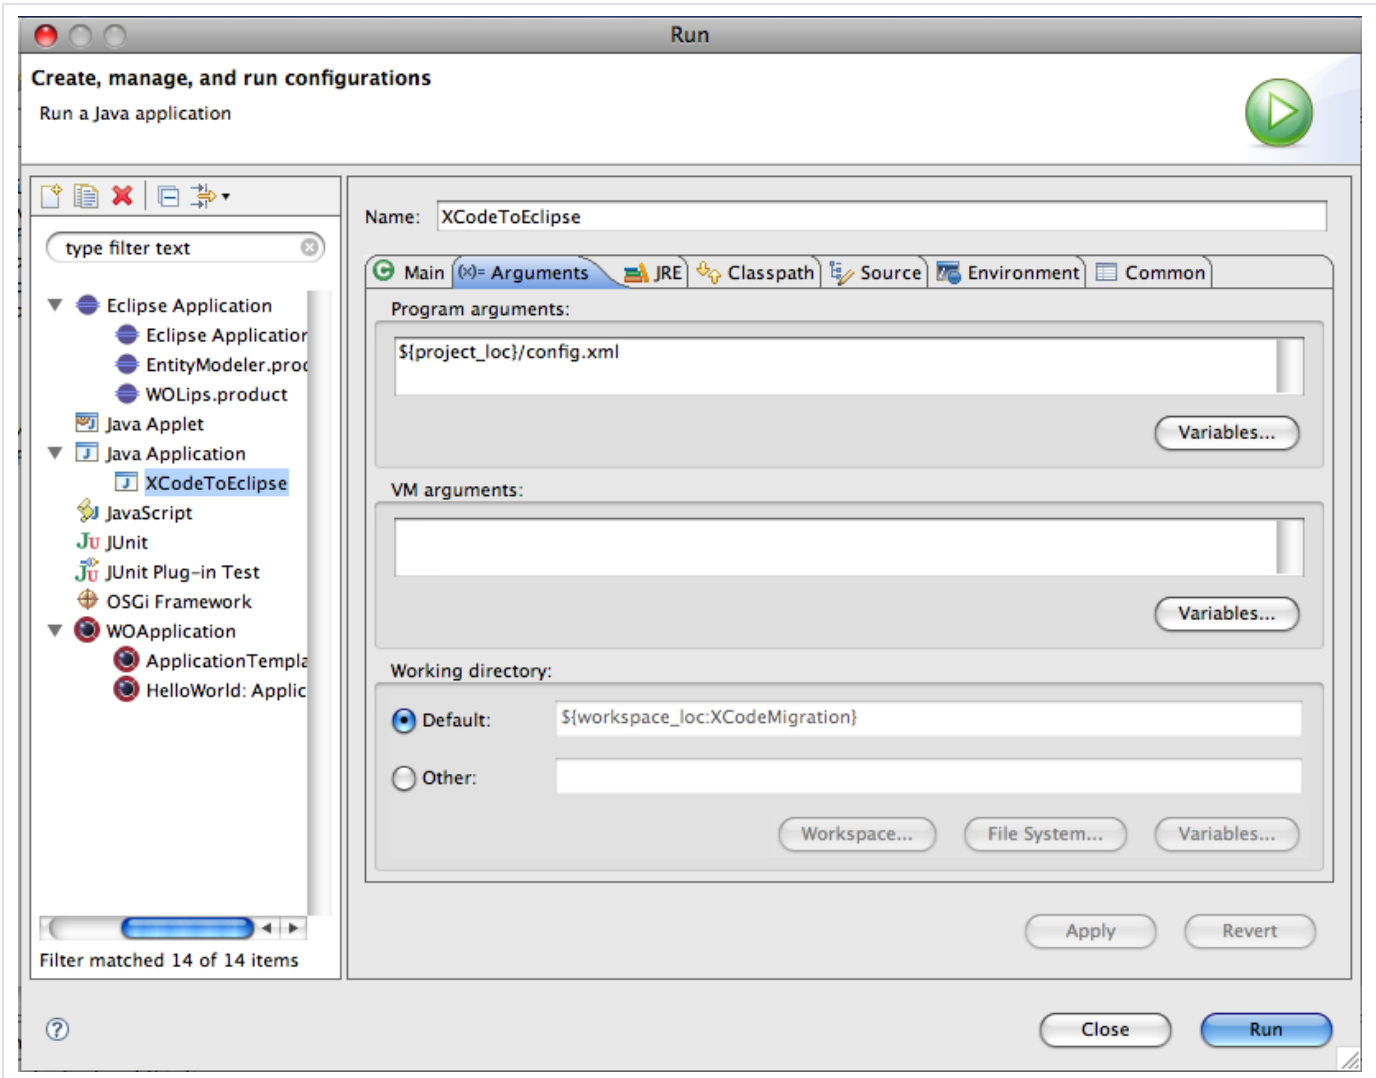 Run
Create, manage, and run configurations
Run a Java application
type filter text
Eclipse Application
Eclipse Application
EntityModeler.prod
WOLips.product
Java Applet
Java Application
XCodeToEclipse
JavaScript
JUnit
JUnit Plug-in Test
OSGi Framework
WOApplication
ApplicationTempla
HelloWorld: Applic
Filter matched 14 of 14 items
Name: XCodeToEclipse
Main (x)= Arguments JRE Classpath Source Environment Common
Program arguments:
${project_loc}/config.xml
Variables...
VM arguments:
Variables...
Working directory:
Default: ${workspace_loc:XCodeMigration}
Other:
Workspace... File System... Variables...
Apply Revert
Close Run